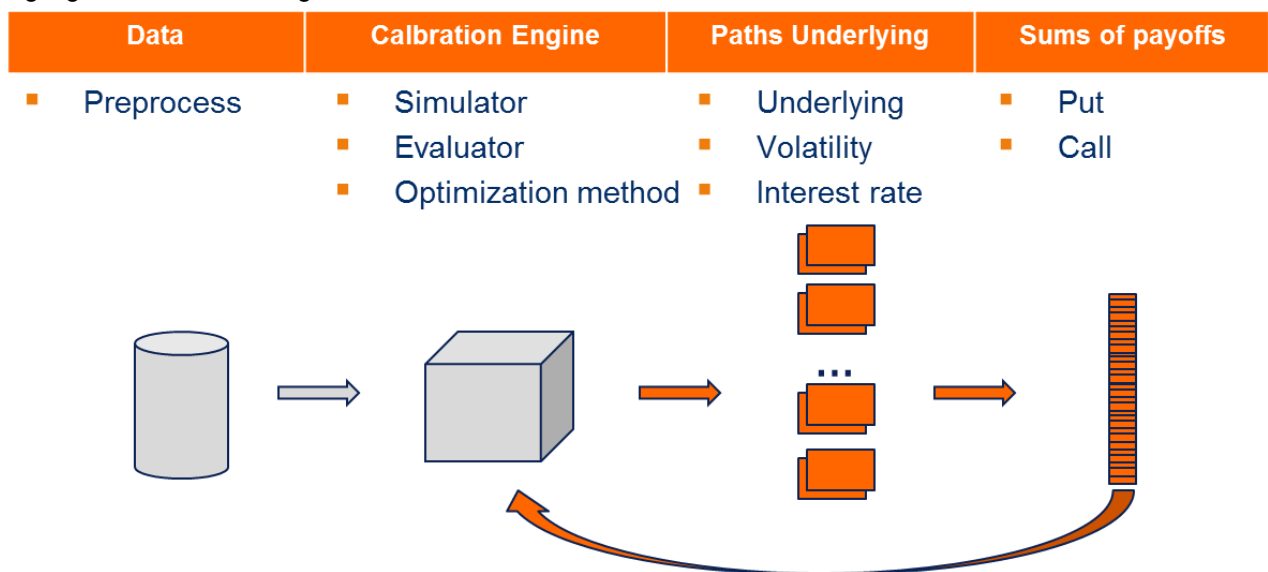 Data
Calbration Engine
Paths Underlying
Sums of payoffs
Preprocess
Simulator
Evaluator
Optimization method
Underlying
Volatility
Interest rate
Put
Call
...